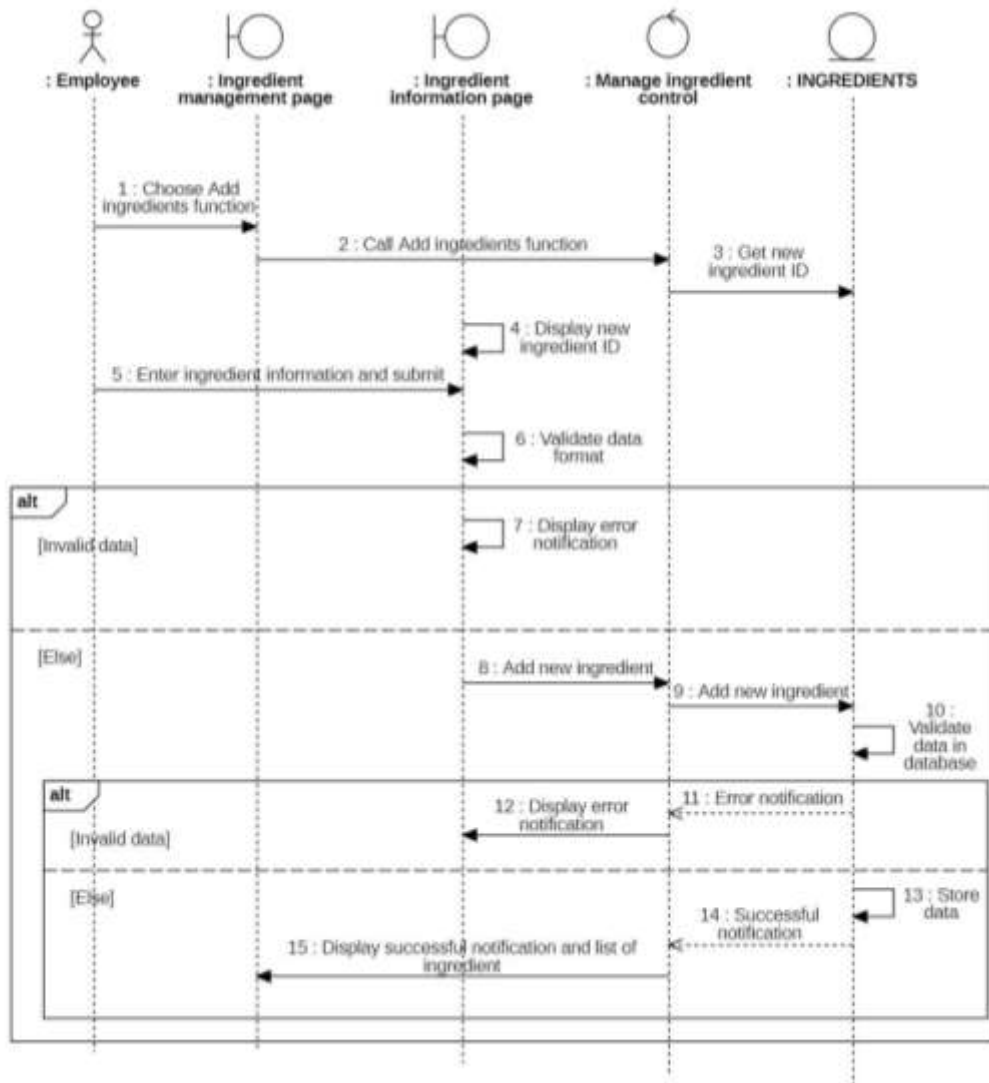 : Employee
: Ingredient
management page
: Ingredient
information page
: Manage ingredient
control
: INGREDIENTS
1 : Choose Add
ingredients function
2 : Call Add ingredients function
3 : Get new
ingredient ID
4 : Display new
ingredient ID
5 : Enter ingredient information and submit
6 : Validate data
format
alt
[Invalid data]
7 : Display error
notification
[Else]
8 : Add new ingredient
9 : Add new ingredient
10 :
Validate
data in
database
alt
[Invalid data]
11 : Error notification
12 : Display error
notification
[Else]
13 : Store
data
14 : Successful
notification
15 : Display successful notification and list of
ingredient